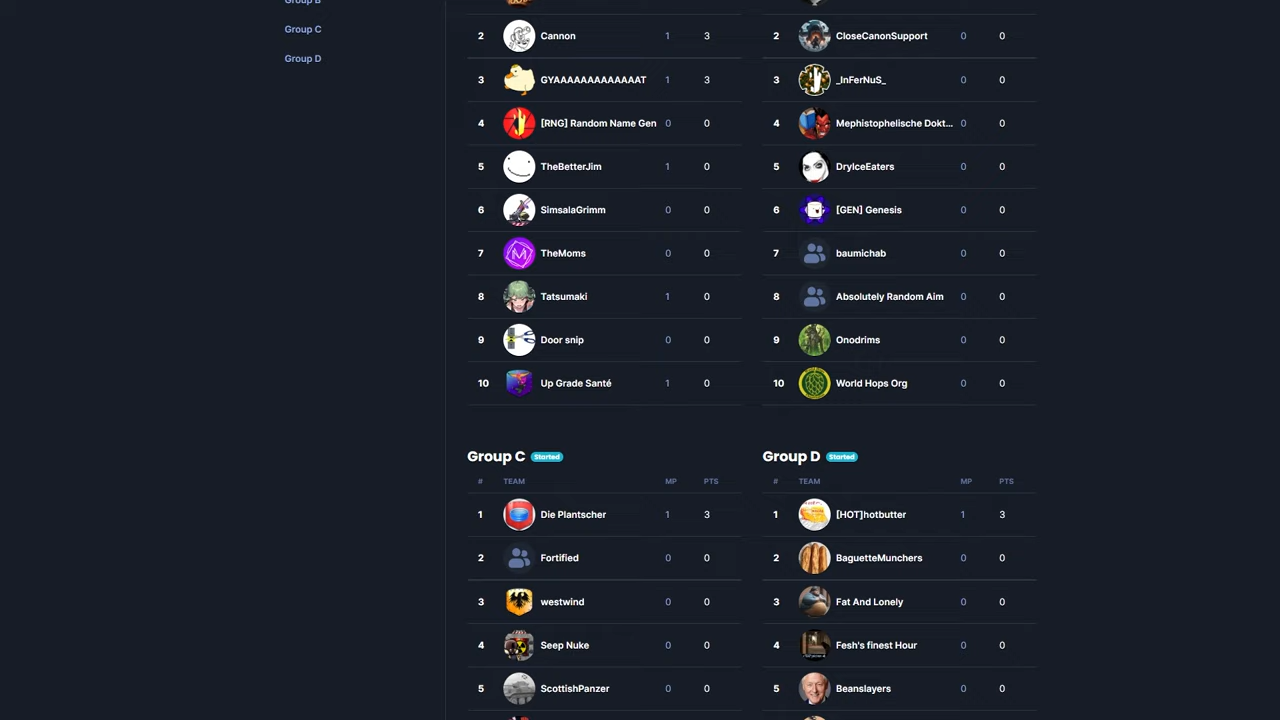 Group B
Group C
Group D
2 Cannon 1 3
3 GYAAAAAAAAAAAAT 1 3
4 [RNG] Random Name Gen 0 0
5 TheBetterJim 1 0
6 SimsalaGrimm 0 0
7 TheMoms 0 0
8 Tatsumaki 1 0
9 Door snip 0 0
10 Up Grade Santé 1 0
2 CloseCanonSupport 0 0
3 _InFerNuS_ 0 0
4 Mephistophelische Dokt... 0 0
5 DryIceEaters 0 0
6 [GEN] Genesis 0 0
7 baumichab 0 0
8 Absolutely Random Aim 0 0
9 Onodrims 0 0
10 World Hops Org 0 0
Group C Started
# TEAM MP PTS
1 Die Plantscher 1 3
2 Fortified 0 0
3 westwind 0 0
4 Seep Nuke 0 0
5 ScottishPanzer 0 0
Group D Started
# TEAM MP PTS
1 [HOT]hotbutter 1 3
2 BaguetteMunchers 0 0
3 Fat And Lonely 0 0
4 Fesh's finest Hour 0 0
5 Beanslayers 0 0